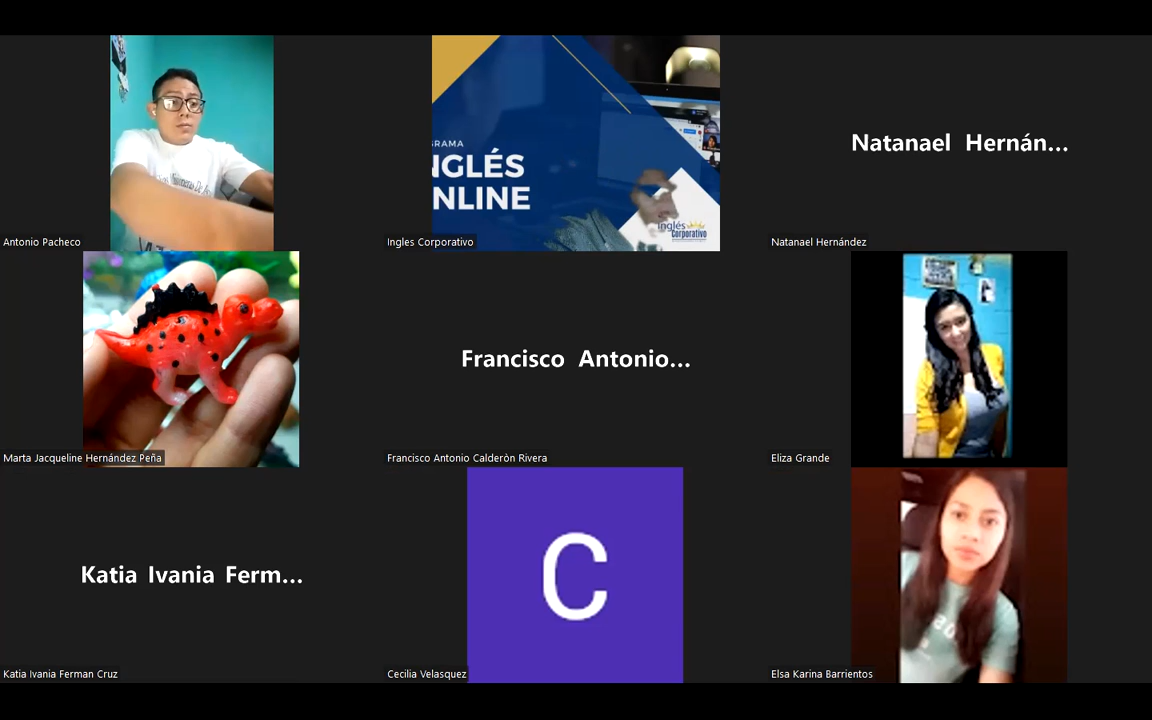 GRAMA
INGLÉS
NLINE
inglés
Corporativo
Antonio Pacheco
Ingles Corporativo
Natanael Hernán...
Natanael Hernández
Marta Jacqueline Hernández Peña
Francisco Antonio...
Francisco Antonio Calderòn Rivera
Eliza Grande
Katia Ivania Ferm...
Katia Ivania Ferman Cruz
C
Cecilia Velasquez
Elsa Karina Barrientos